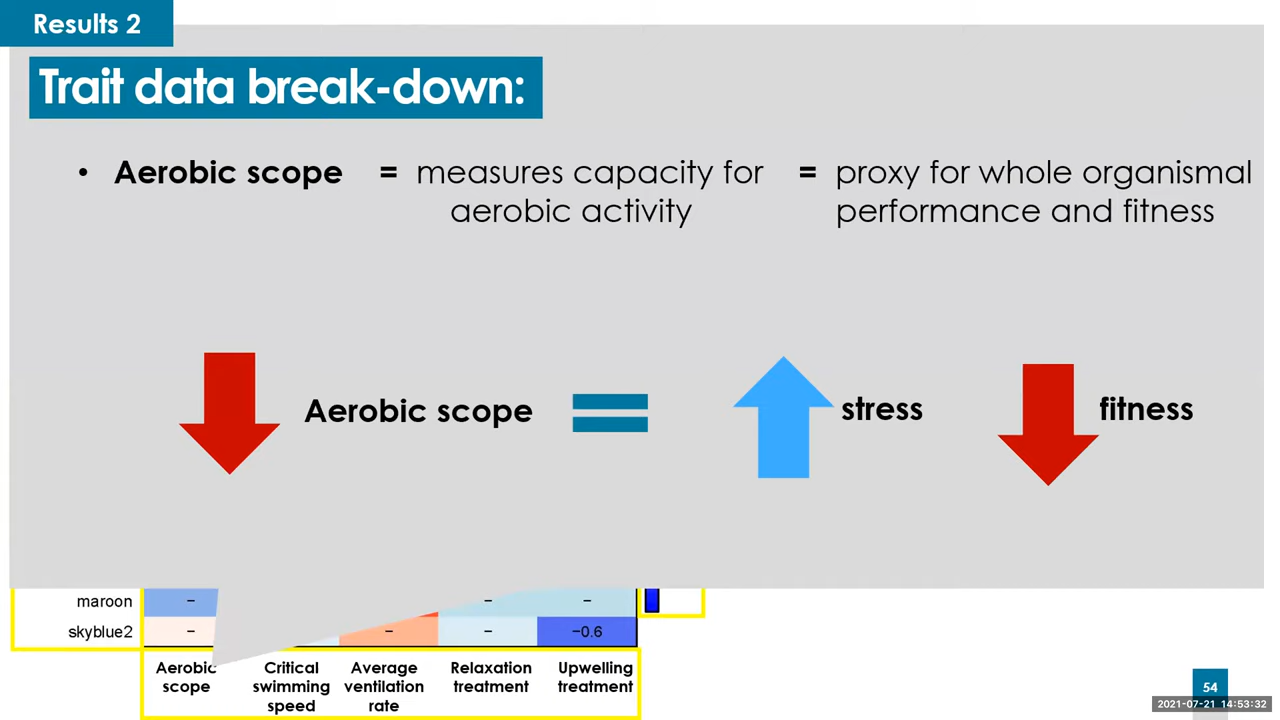 Results 2
Trait data break-down:
• Aerobic scope = measures capacity for = proxy for whole organismal
aerobic activity performance and fitness
Aerobic scope = stress fitness
maroon – – –
skyblue2 – – – −0.6
Aerobic Critical Average Relaxation Upwelling
scope swimming ventilation treatment treatment
speed rate
54
2021-07-21 14:53:32